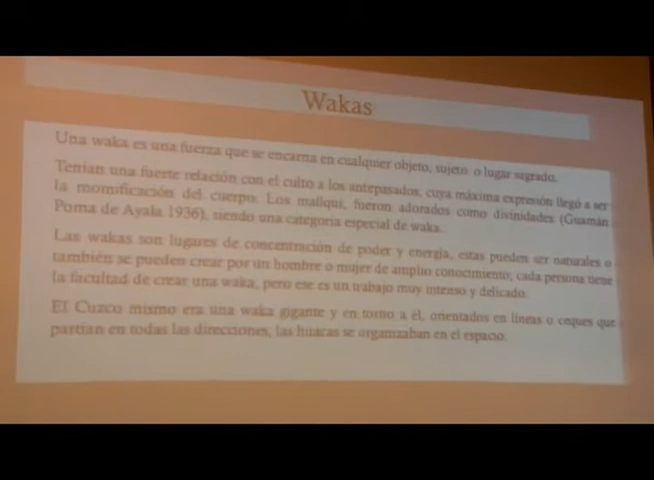 Wakas
Una waka es una fuerza que se encarna en cualquier objeto, sujeto o lugar sagrado.
Tenían una fuerte relación con el culto a los antepasados, cuya máxima expresión llegó a ser
la momificación del cuerpo. Los mallqui, fueron adorados como divinidades (Guamán
Poma de Ayala 1936), siendo una categoría especial de waka.
Las wakas son lugares de concentración de poder y energía, estas pueden ser naturales o
también se pueden crear por un hombre o mujer de amplio conocimiento; cada persona tiene
la facultad de crear una waka, pero ese es un trabajo muy intenso y delicado.
El Cuzco mismo era una waka gigante y en torno a él, orientados en líneas o ceques que
partían en todas las direcciones, las huacas se organizaban en el espacio.